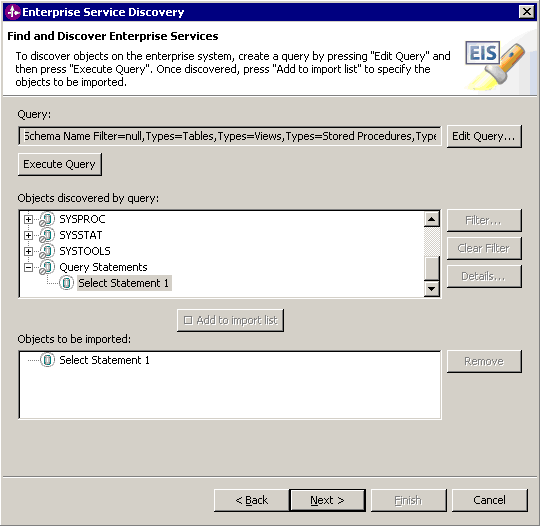 Enterprise Service Discovery
Find and Discover Enterprise Services
To discover objects on the enterprise system, create a query by pressing "Edit Query" and
then press "Execute Query". Once discovered, press "Add to import list" to specify the
objects to be imported.
EIS
Query:
Schema Name Filter=null,Types=Tables,Types=Views,Types=Stored Procedures,Type
Edit Query...
Execute Query
Objects discovered by query:
SYSPROC
SYSSTAT
SYSTOOLS
Query Statements
Select Statement 1
Filter...
Clear Filter
Details...
Add to import list
Objects to be imported:
Select Statement 1
Remove
< Back
Next >
Finish
Cancel